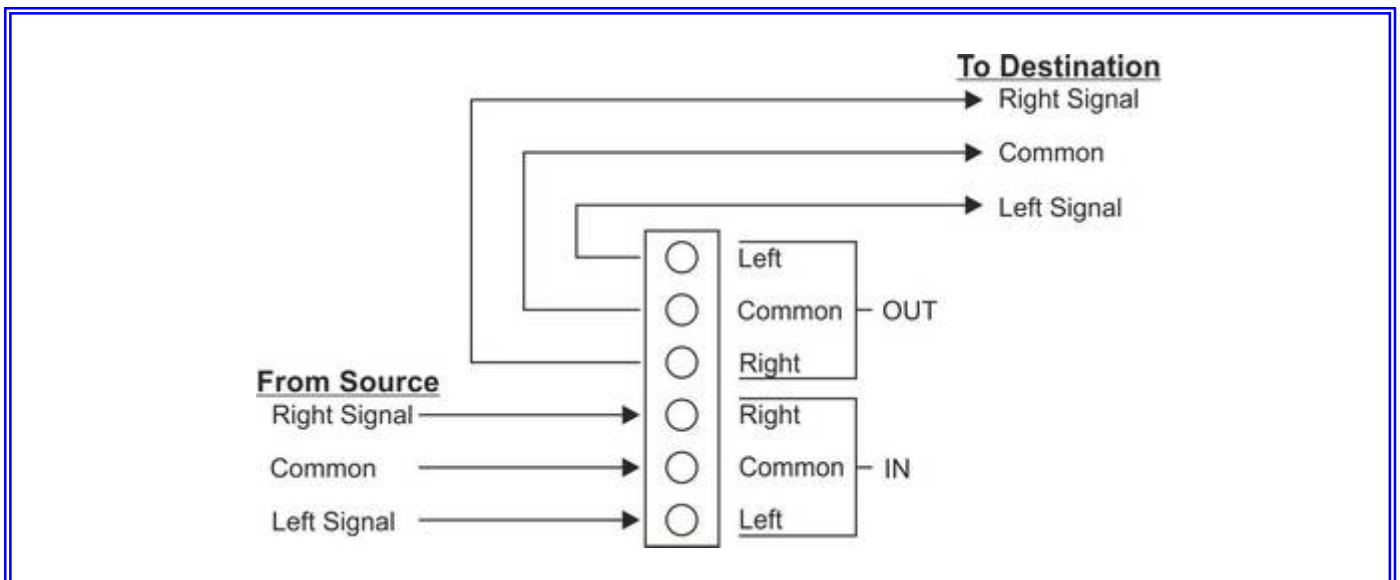 To Destination
Right Signal
Common
Left Signal
Left
Common
OUT
Right
From Source
Right Signal
Right
Common
Common
IN
Left Signal
Left